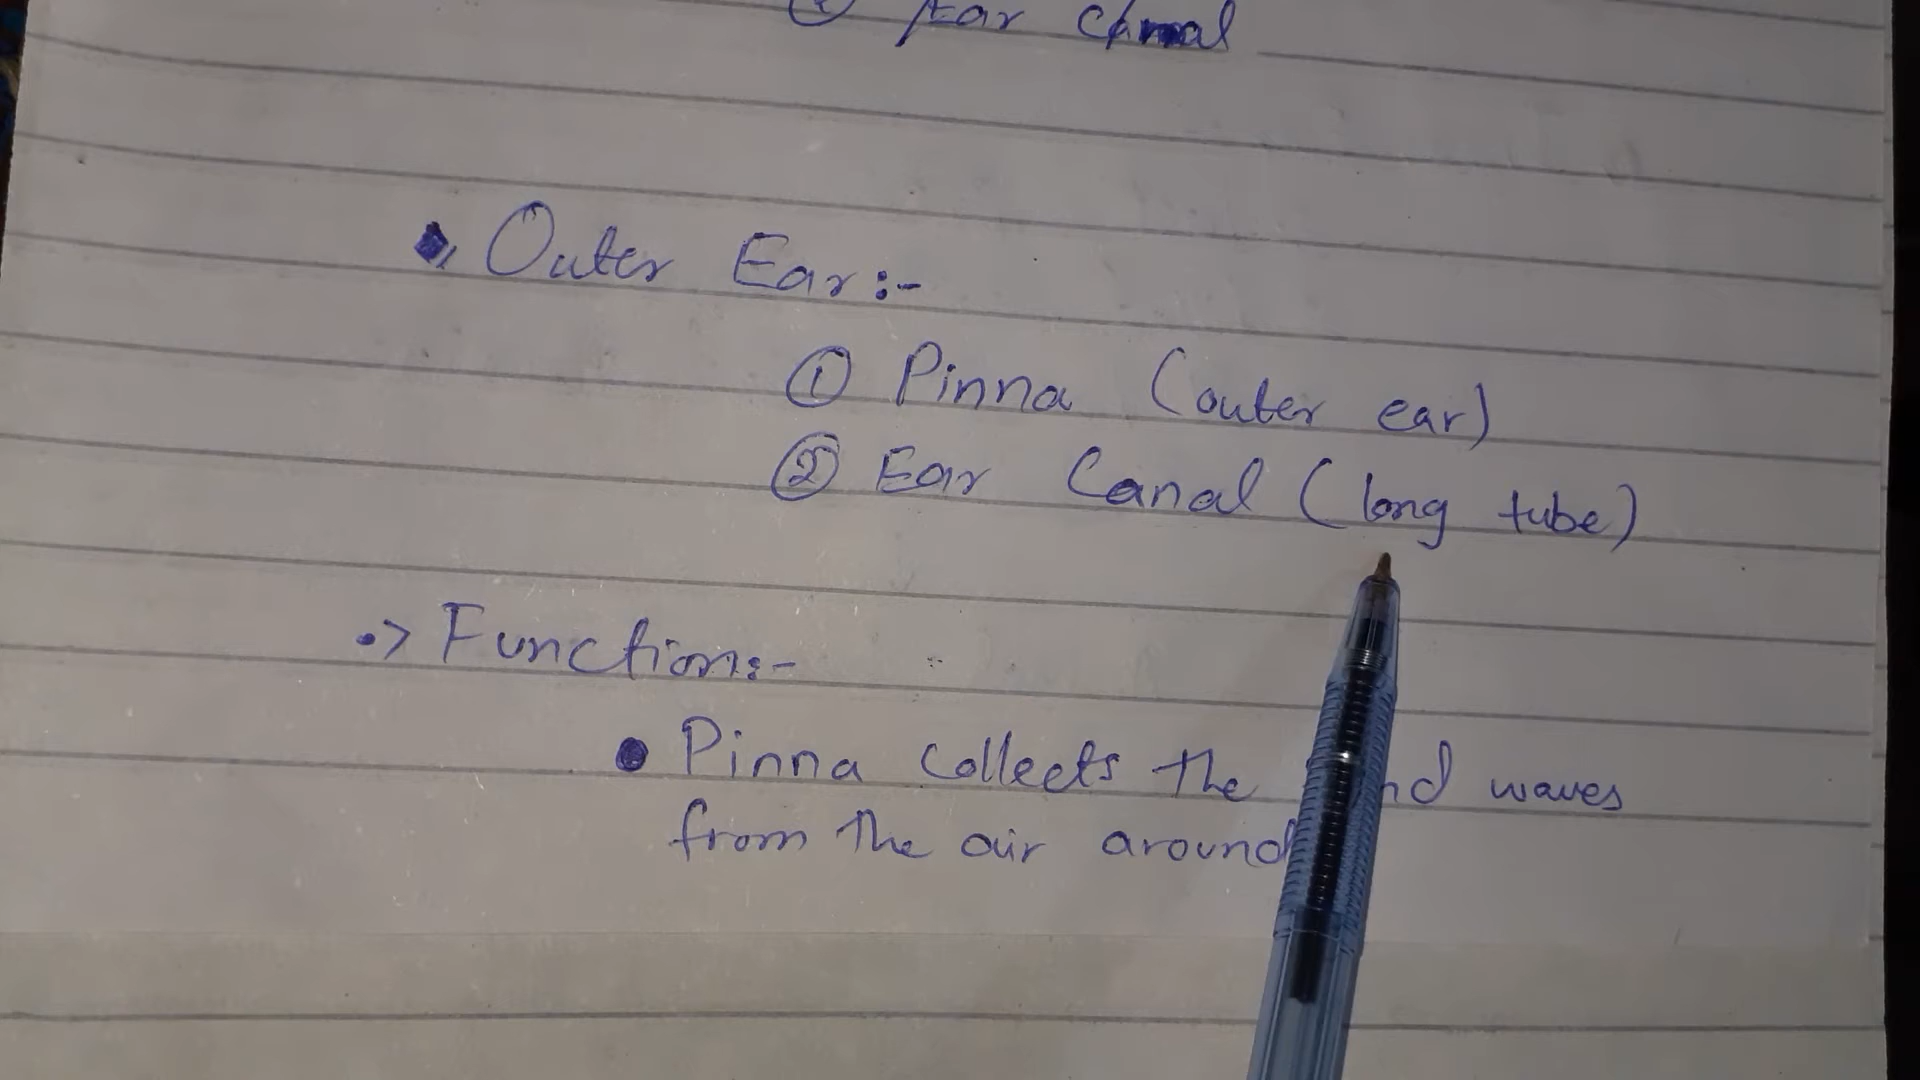 ② Ear Canal
Outer Ear:-
① Pinna (outer ear)
② Ear Canal (long tube)
•> Function:-
• Pinna collects the waves
from the air around